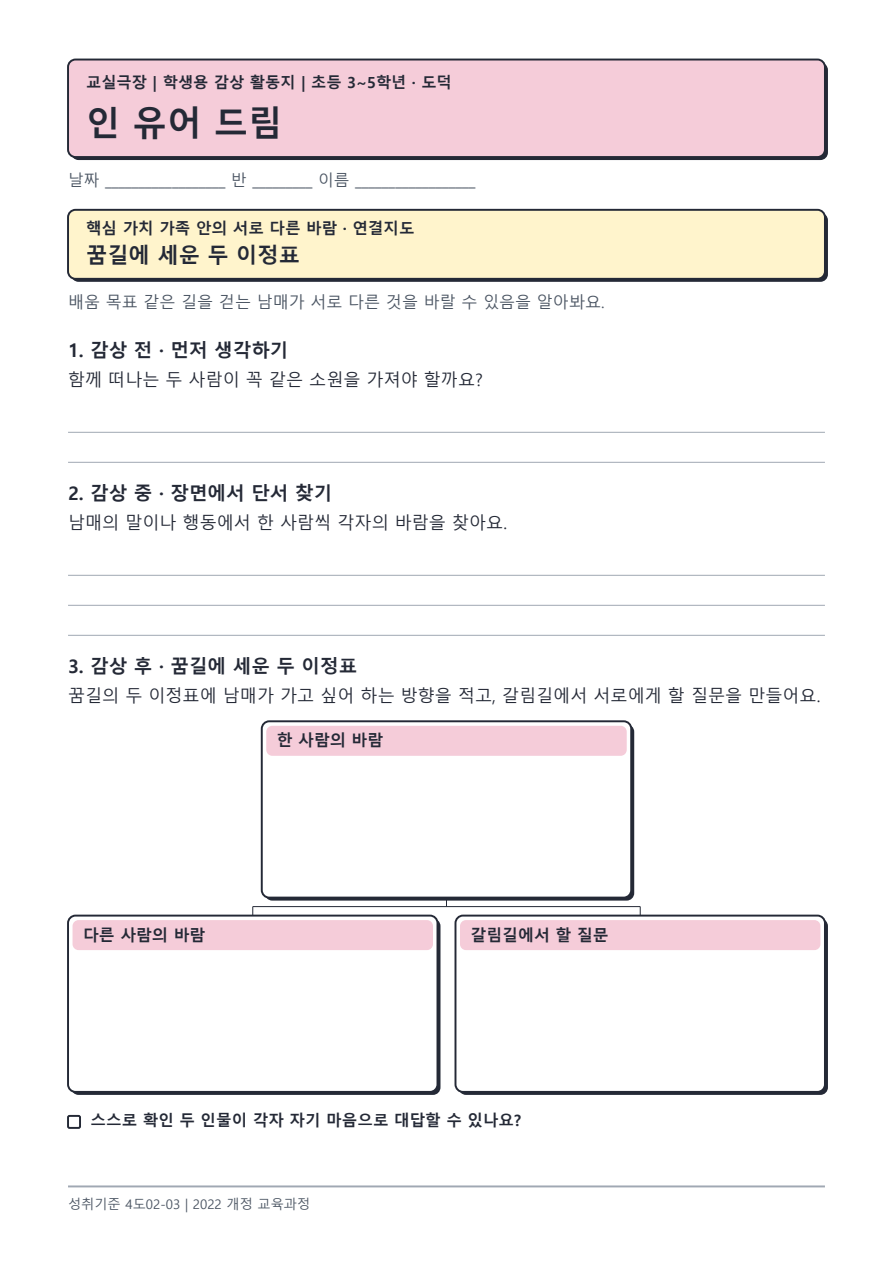 교실극장 | 학생용 감상 활동지 | 초등 3~5학년 · 도덕
인 유어 드림
날짜 _______________ 반 _______ 이름 _______________
핵심 가치 가족 안의 서로 다른 바람 · 연결지도
꿈길에 세운 두 이정표
배움 목표 같은 길을 걷는 남매가 서로 다른 것을 바랄 수 있음을 알아봐요.
1. 감상 전 · 먼저 생각하기
함께 떠나는 두 사람이 꼭 같은 소원을 가져야 할까요?
2. 감상 중 · 장면에서 단서 찾기
남매의 말이나 행동에서 한 사람씩 각자의 바람을 찾아요.
3. 감상 후 · 꿈길에 세운 두 이정표
꿈길의 두 이정표에 남매가 가고 싶어 하는 방향을 적고, 갈림길에서 서로에게 할 질문을 만들어요.
한 사람의 바람
다른 사람의 바람
갈림길에서 할 질문
스스로 확인 두 인물이 각자 자기 마음으로 대답할 수 있나요?
성취기준 4도02-03 | 2022 개정 교육과정